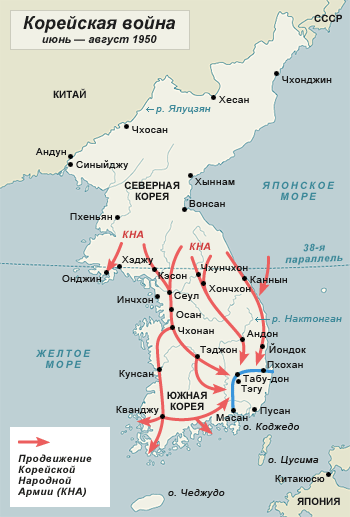 Корейская война
июнь — август 1950
СССР
КИТАЙ
Чхонджин
Хесан
р. Ялуцзян
Чхосан
Андун
Синыйджу
СЕВЕРНАЯ
КОРЕЯ
Хыннам
ЯПОНСКОЕ
МОРЕ
Вонсан
Пхеньян
КНА
КНА
38-я
параллель
Хэджу
Онджин
Кэсон
Чхунчхон
Каннын
Хончхон
Инчхон
Сеул
Осан
р. Нактонган
Чхонан
Андон
Йондок
ЖЕЛТОЕ
МОРЕ
Тэджон
Пхохан
Кунсан
Табу-дон
Тэгу
ЮЖНАЯ
КОРЕЯ
Кванджу
Масан
Пусан
о. Коджедо
Продвижение
Корейской
Народной
Армии (КНА)
о. Цусима
Китакюсю
о. Чеджудо
ЯПОНИЯ